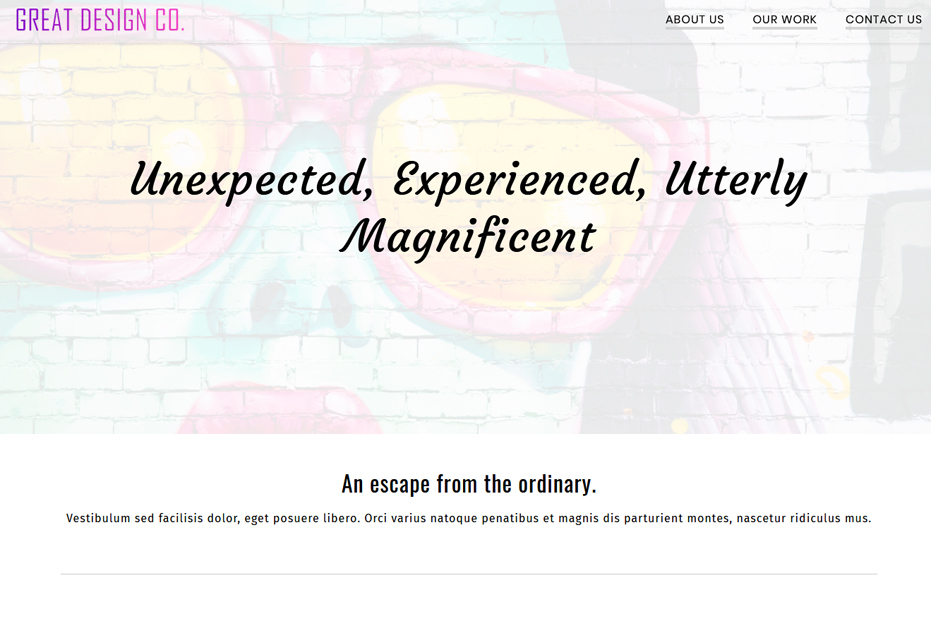 GREAT DESIGN CO.
ABOUT US OUR WORK CONTACT US
Unexpected, Experienced, Utterly
Magnificent
An escape from the ordinary.
Vestibulum sed facilisis dolor, eget posuere libero. Orci varius natoque penatibus et magnis dis parturient montes, nascetur ridiculus mus.